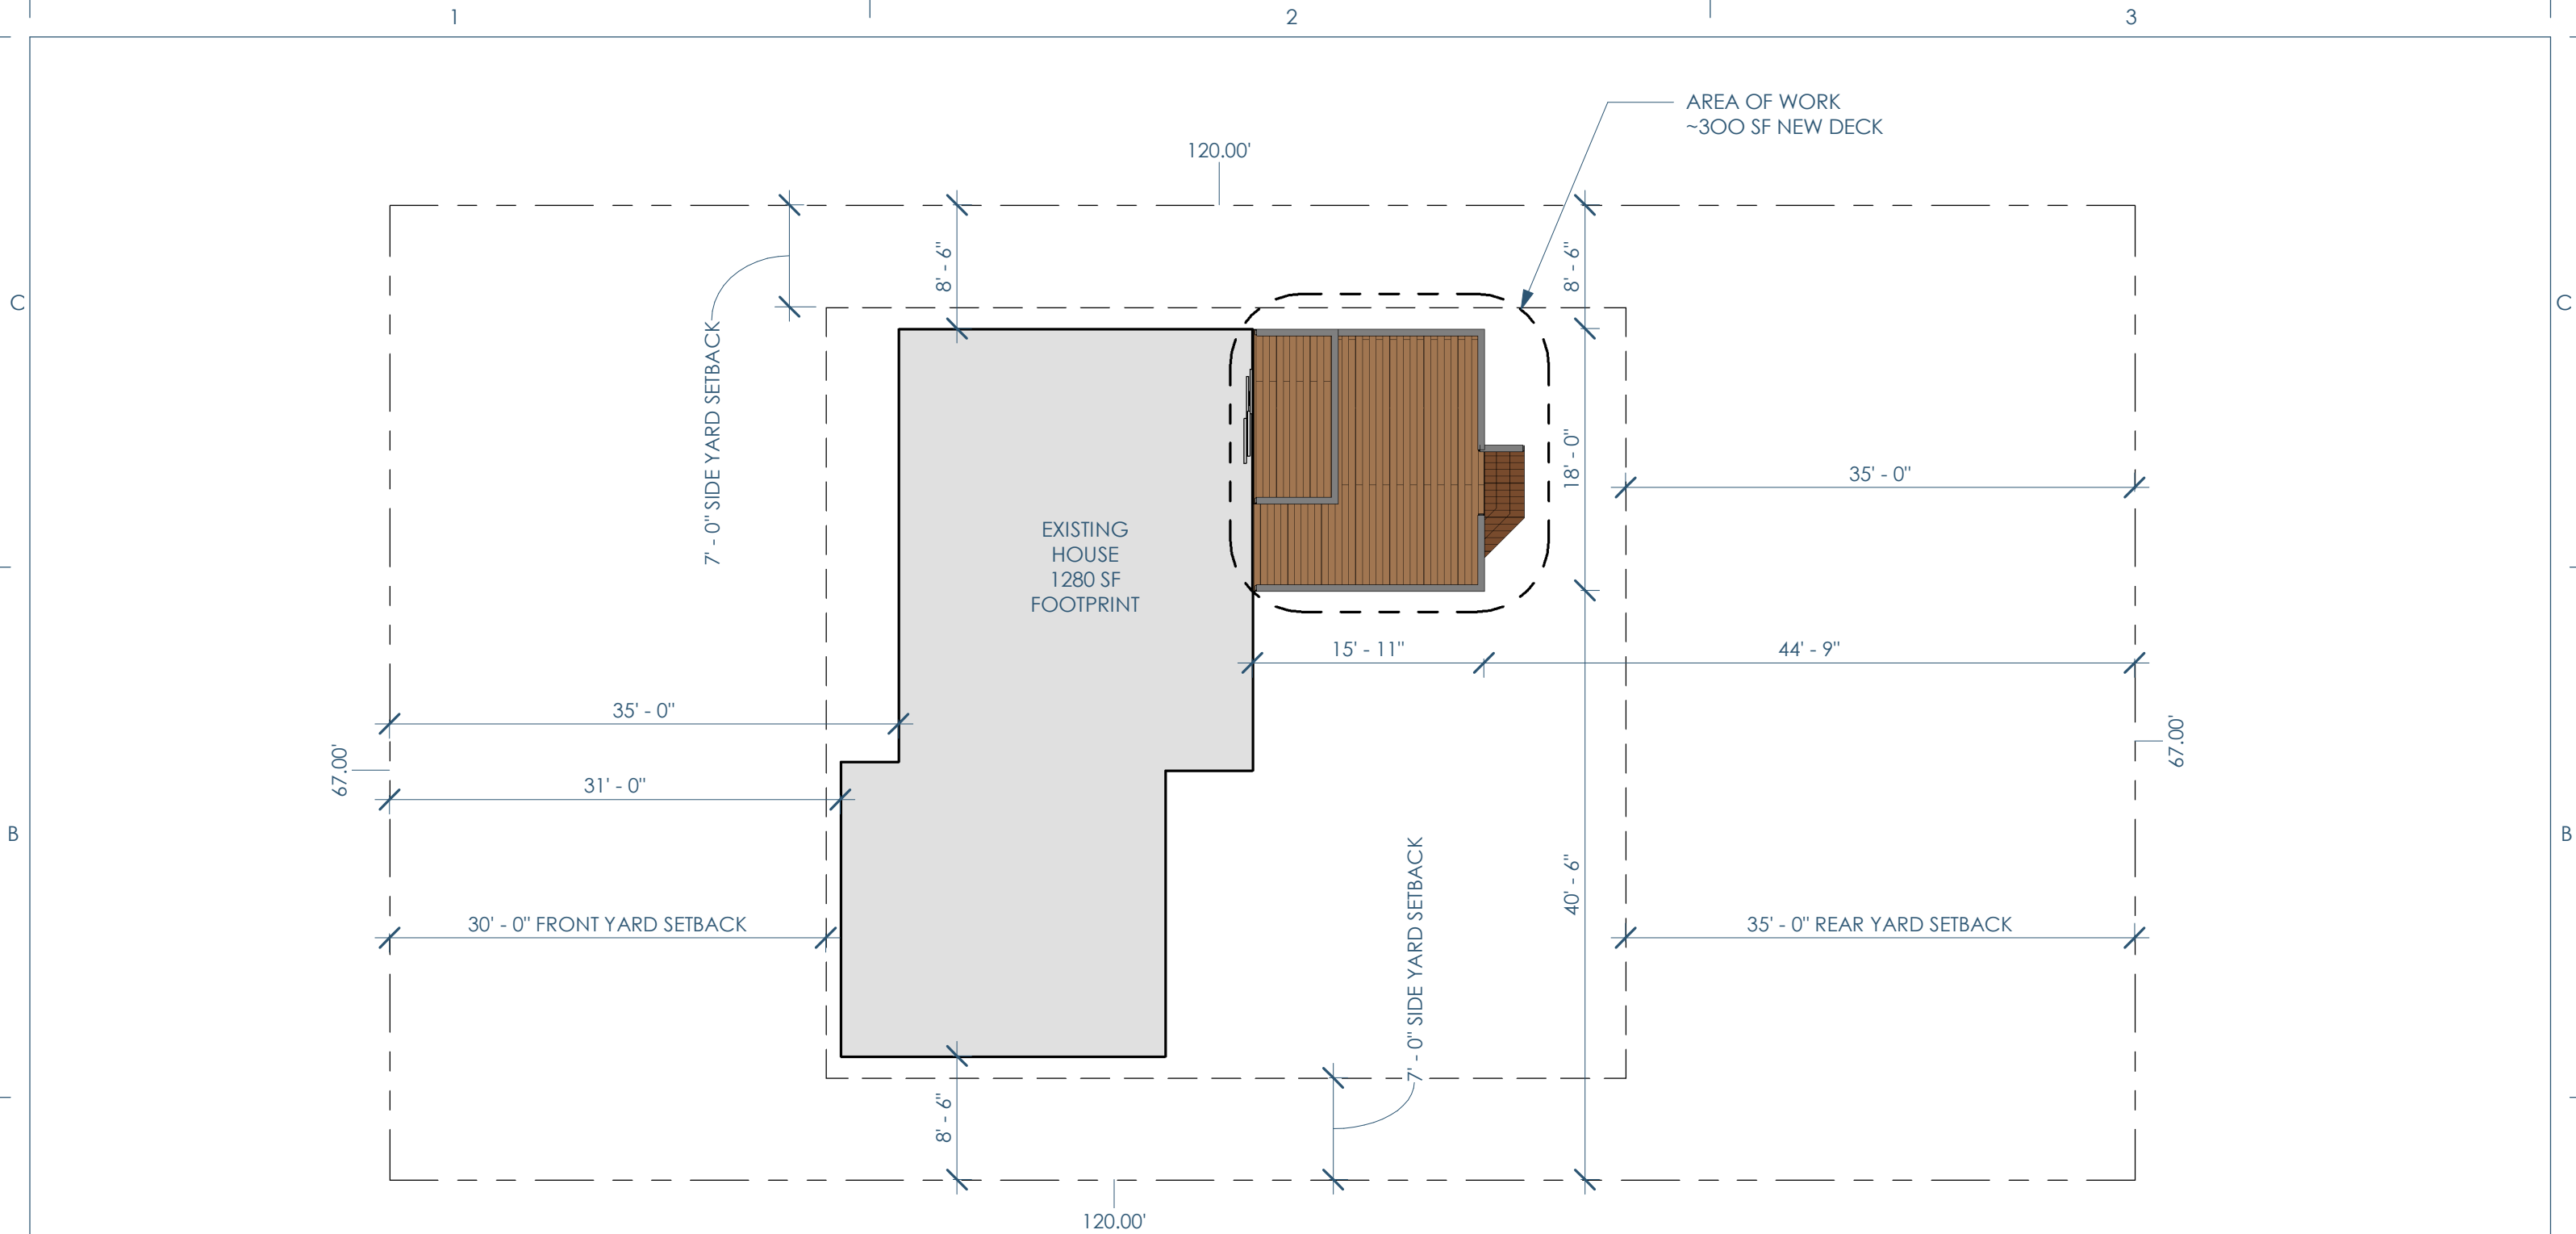 1
2
3
AREA OF WORK
~300 SF NEW DECK
120.00'
8' - 6"
8' - 6"
C
C
7' - 0" SIDE YARD SETBACK
18' - 0"
35' - 0"
EXISTING
HOUSE
1280 SF
FOOTPRINT
15' - 11"
44' - 9"
35' - 0"
67.00'
67.00'
31' - 0"
B
B
40' - 6"
30' - 0" FRONT YARD SETBACK
7' - 0" SIDE YARD SETBACK
35' - 0" REAR YARD SETBACK
8' - 6"
120.00'